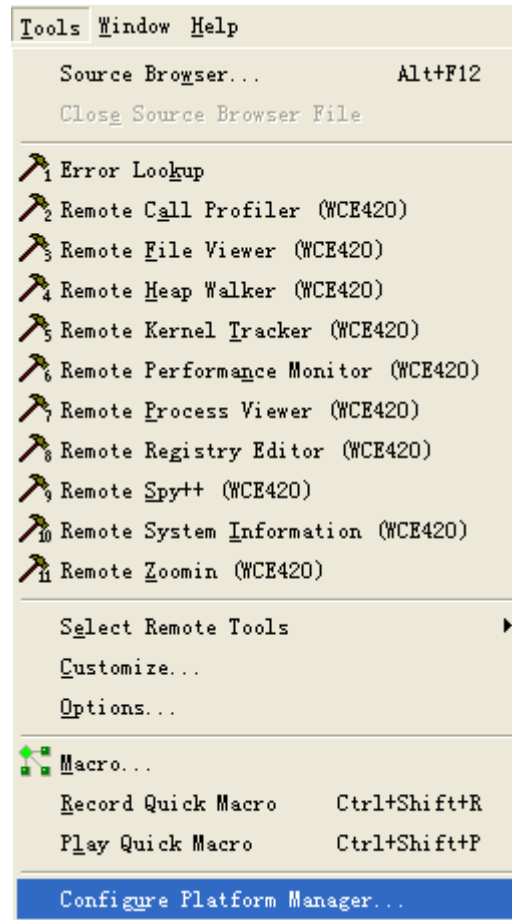 Tools Window Help
Source Browser... Alt+F12
Close Source Browser File
1 Error Lookup
2 Remote Call Profiler (WCE420)
3 Remote File Viewer (WCE420)
4 Remote Heap Walker (WCE420)
5 Remote Kernel Tracker (WCE420)
6 Remote Performance Monitor (WCE420)
7 Remote Process Viewer (WCE420)
8 Remote Registry Editor (WCE420)
9 Remote Spy++ (WCE420)
10 Remote System Information (WCE420)
11 Remote Zoomin (WCE420)
Select Remote Tools
Customize...
Options...
Macro...
Record Quick Macro Ctrl+Shift+R
Play Quick Macro Ctrl+Shift+P
Configure Platform Manager...